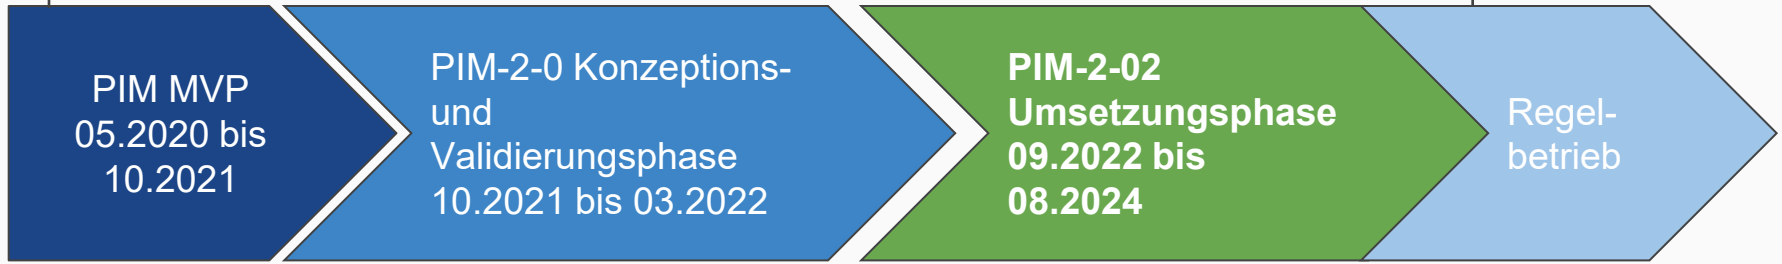 PIM MVP
05.2020 bis
10.2021
PIM-2-0 Konzeptions-
und
Validierungsphase
10.2021 bis 03.2022
PIM-2-02
Umsetzungsphase
09.2022 bis
08.2024
Regel-
betrieb